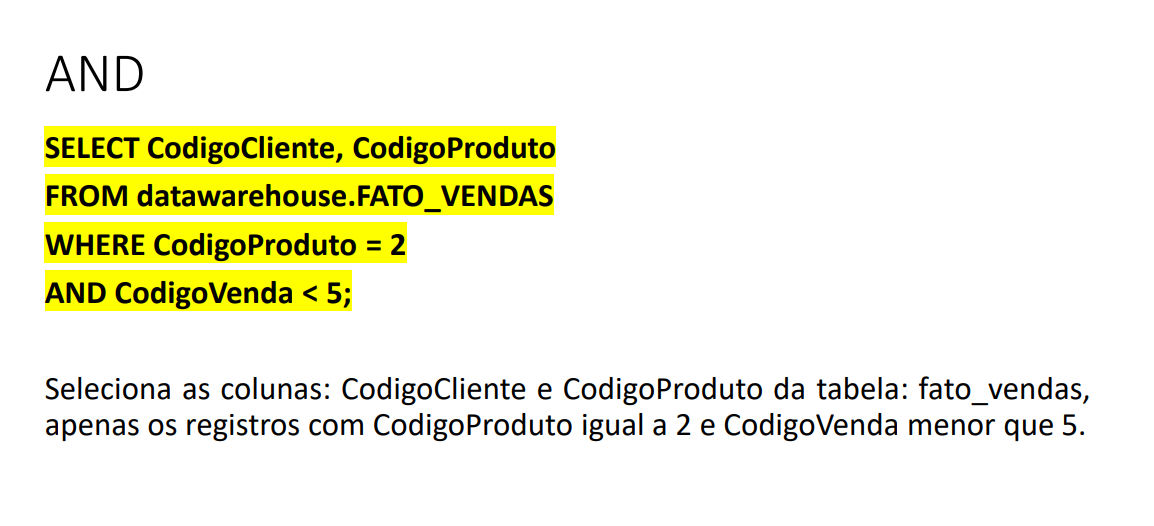 AND
SELECT CodigoCliente, CodigoProduto
FROM datawarehouse.FATO_VENDAS
WHERE CodigoProduto = 2
AND CodigoVenda < 5;
Seleciona as colunas: CodigoCliente e CodigoProduto da tabela: fato_vendas,
apenas os registros com CodigoProduto igual a 2 e CodigoVenda menor que 5.